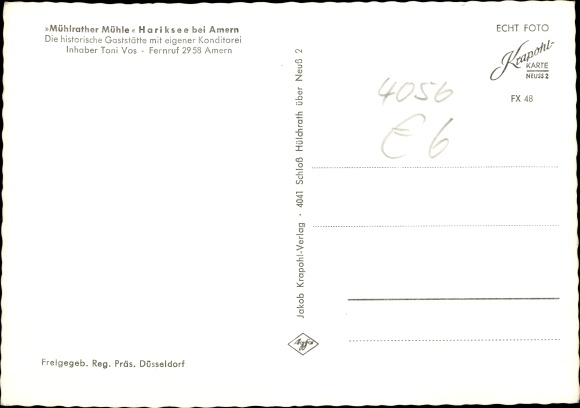 »Mühlrather Mühle« Hariksee bei Amern
Die historische Gaststätte mit eigener Konditorei
Inhaber Toni Vos - Fernruf 2958 Amern
ECHT FOTO
Krapohl-
KARTE
NEUSS 2
FX 48
4056
E 6
Jakob Krapohl-Verlag · 4041 Schloß Hülchrath über Neuß 2
Agfa
Freigegeb. Reg. Präs. Düsseldorf